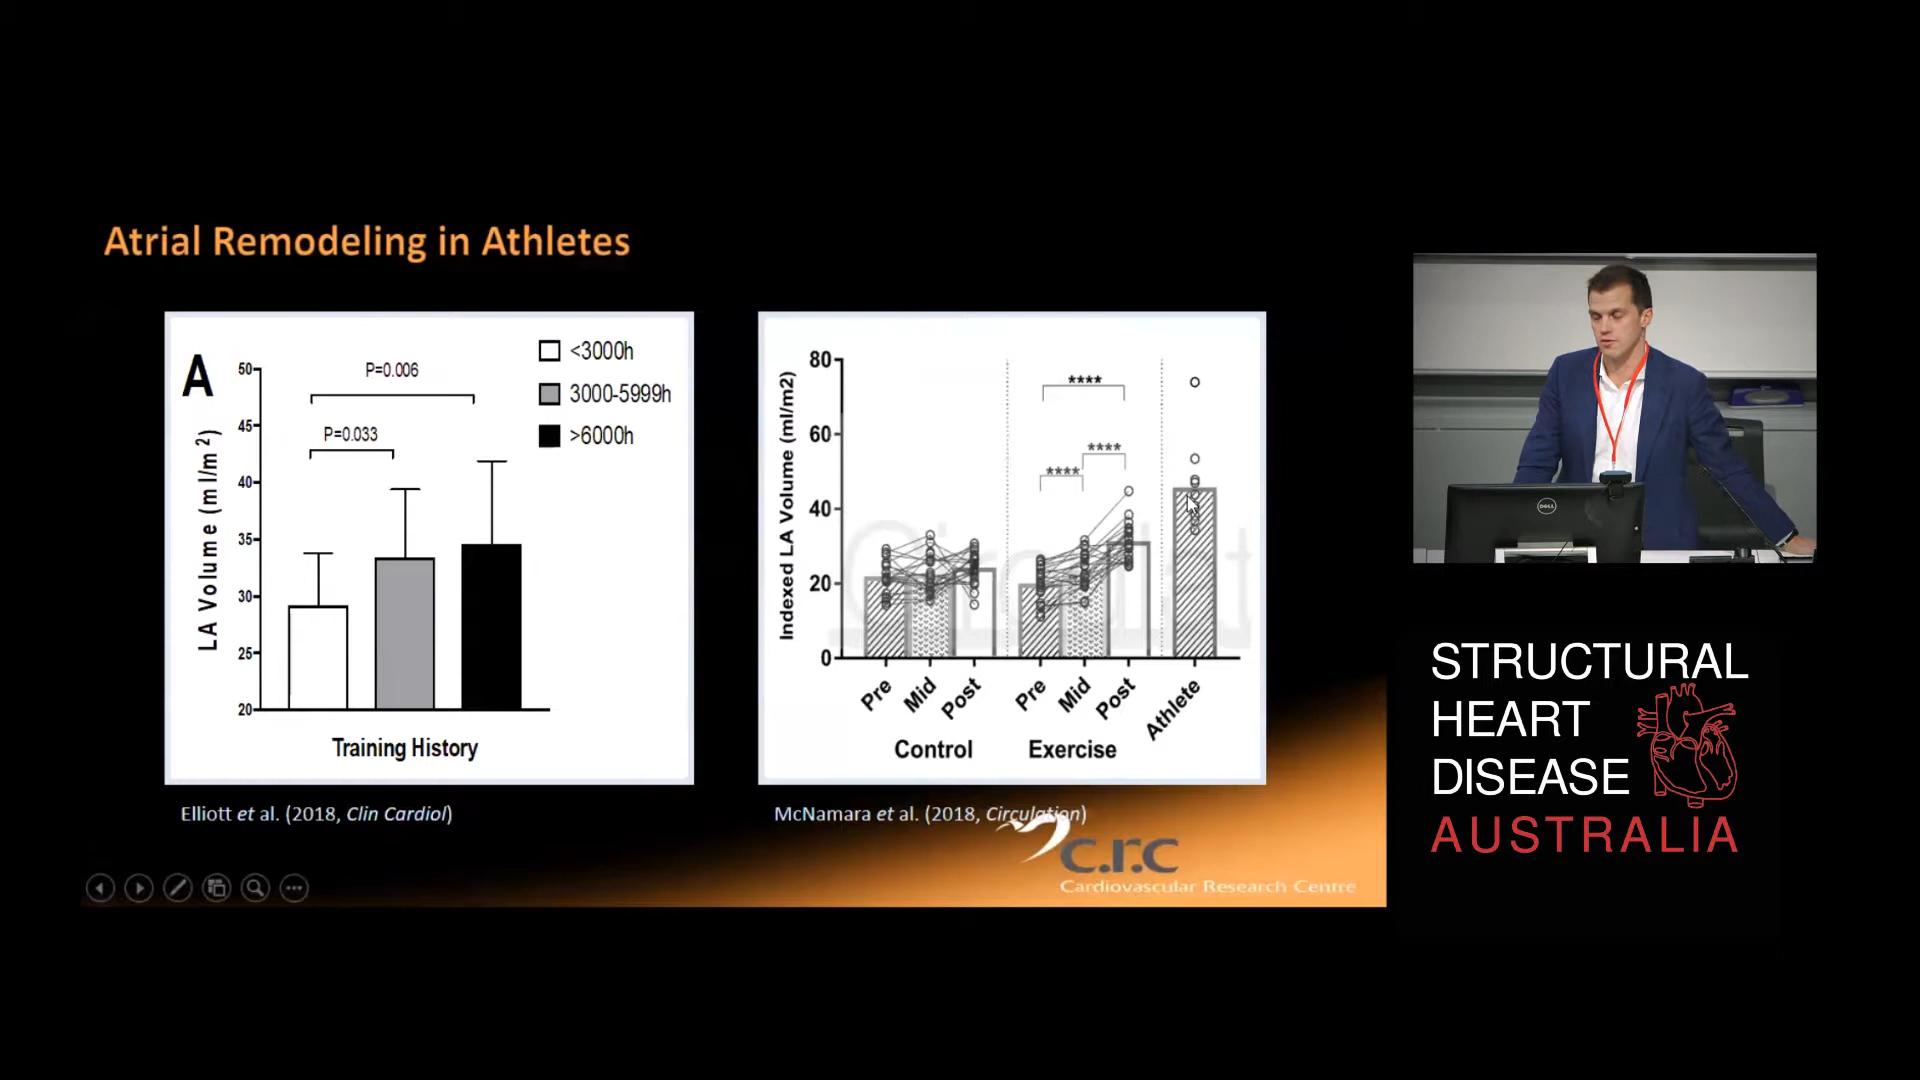 Atrial Remodeling in Athletes
A
LA Volume (ml/m²)
50
45
40
35
30
25
20
P=0.006
P=0.033
<3000h
3000-5999h
>6000h
Training History
Elliott et al. (2018, Clin Cardiol)
Indexed LA Volume (ml/m2)
80
60
40
20
0
****
****
****
Pre
Mid
Post
Pre
Mid
Post
Athlete
Control
Exercise
McNamara et al. (2018, Circulation)
c.r.c
Cardiovascular Research Centre
DELL
STRUCTURAL
HEART
DISEASE
AUSTRALIA